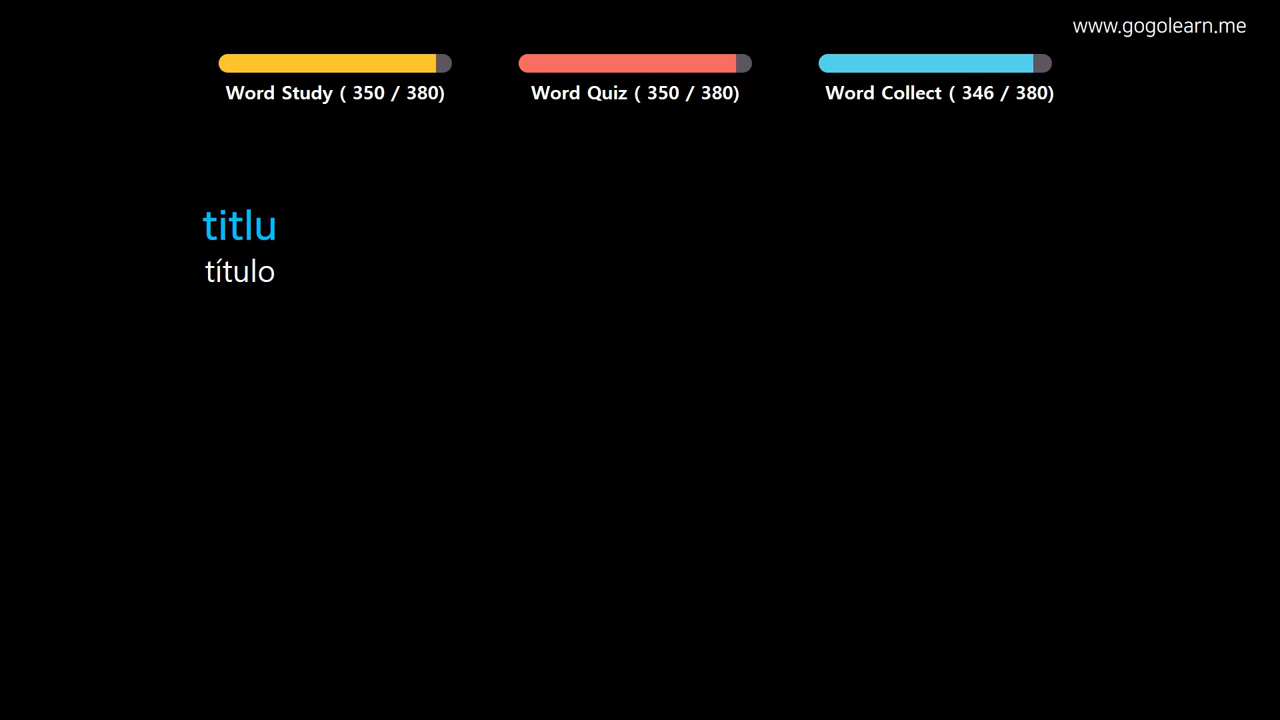 www.gogolearn.me
Word Study ( 350 / 380)
Word Quiz ( 350 / 380)
Word Collect ( 346 / 380)
titlu
título